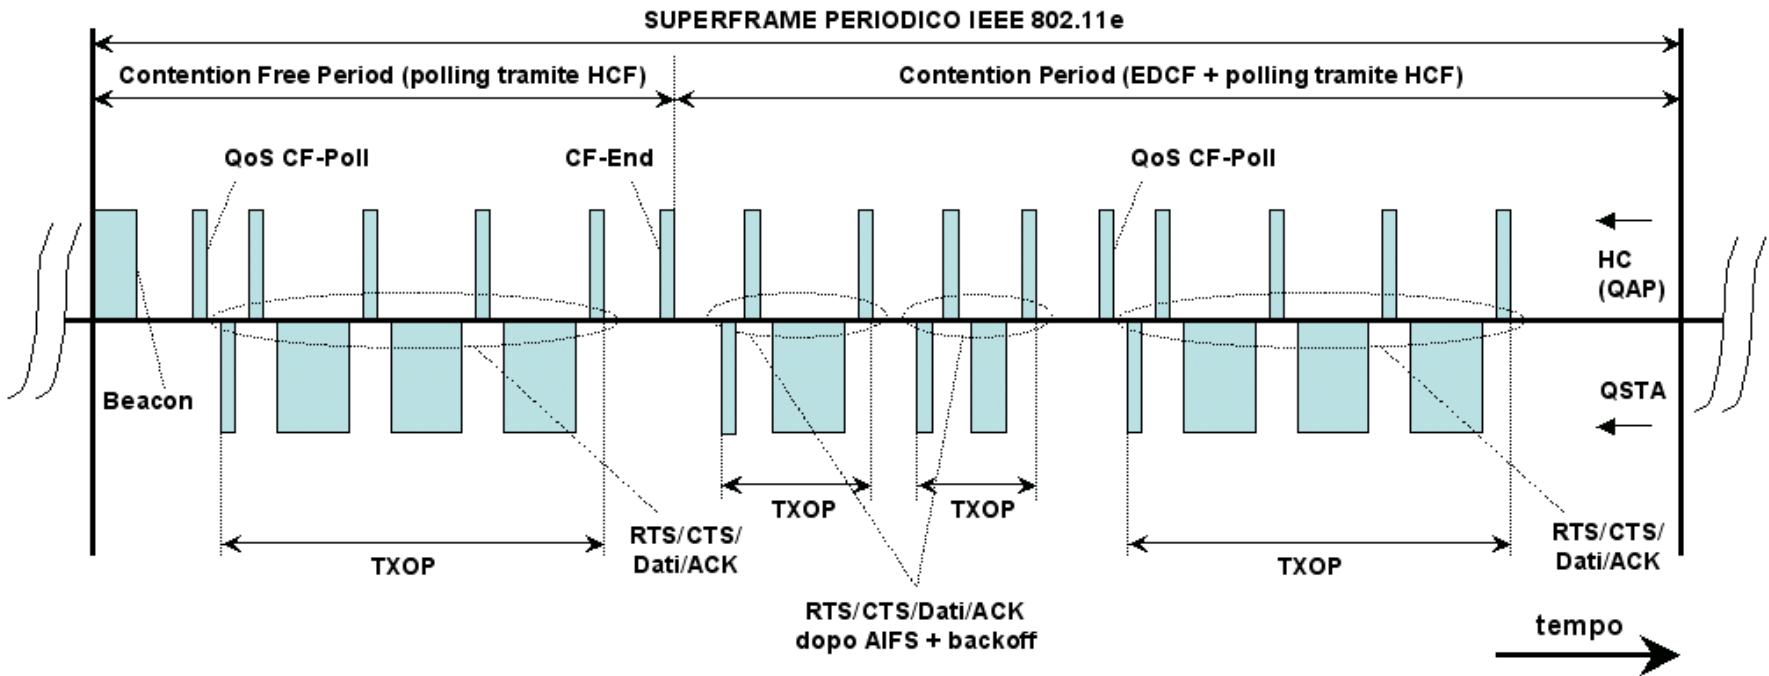 SUPERFRAME PERIODICO IEEE 802.11e
Contention Free Period (polling tramite HCF)
Contention Period (EDCF + polling tramite HCF)
QoS CF-Poll
CF-End
QoS CF-Poll
HC
(QAP)
Beacon
QSTA
TXOP
TXOP
RTS/CTS/
Dati/ACK
TXOP
RTS/CTS/
Dati/ACK
TXOP
RTS/CTS/Dati/ACK
dopo AIFS + backoff
tempo